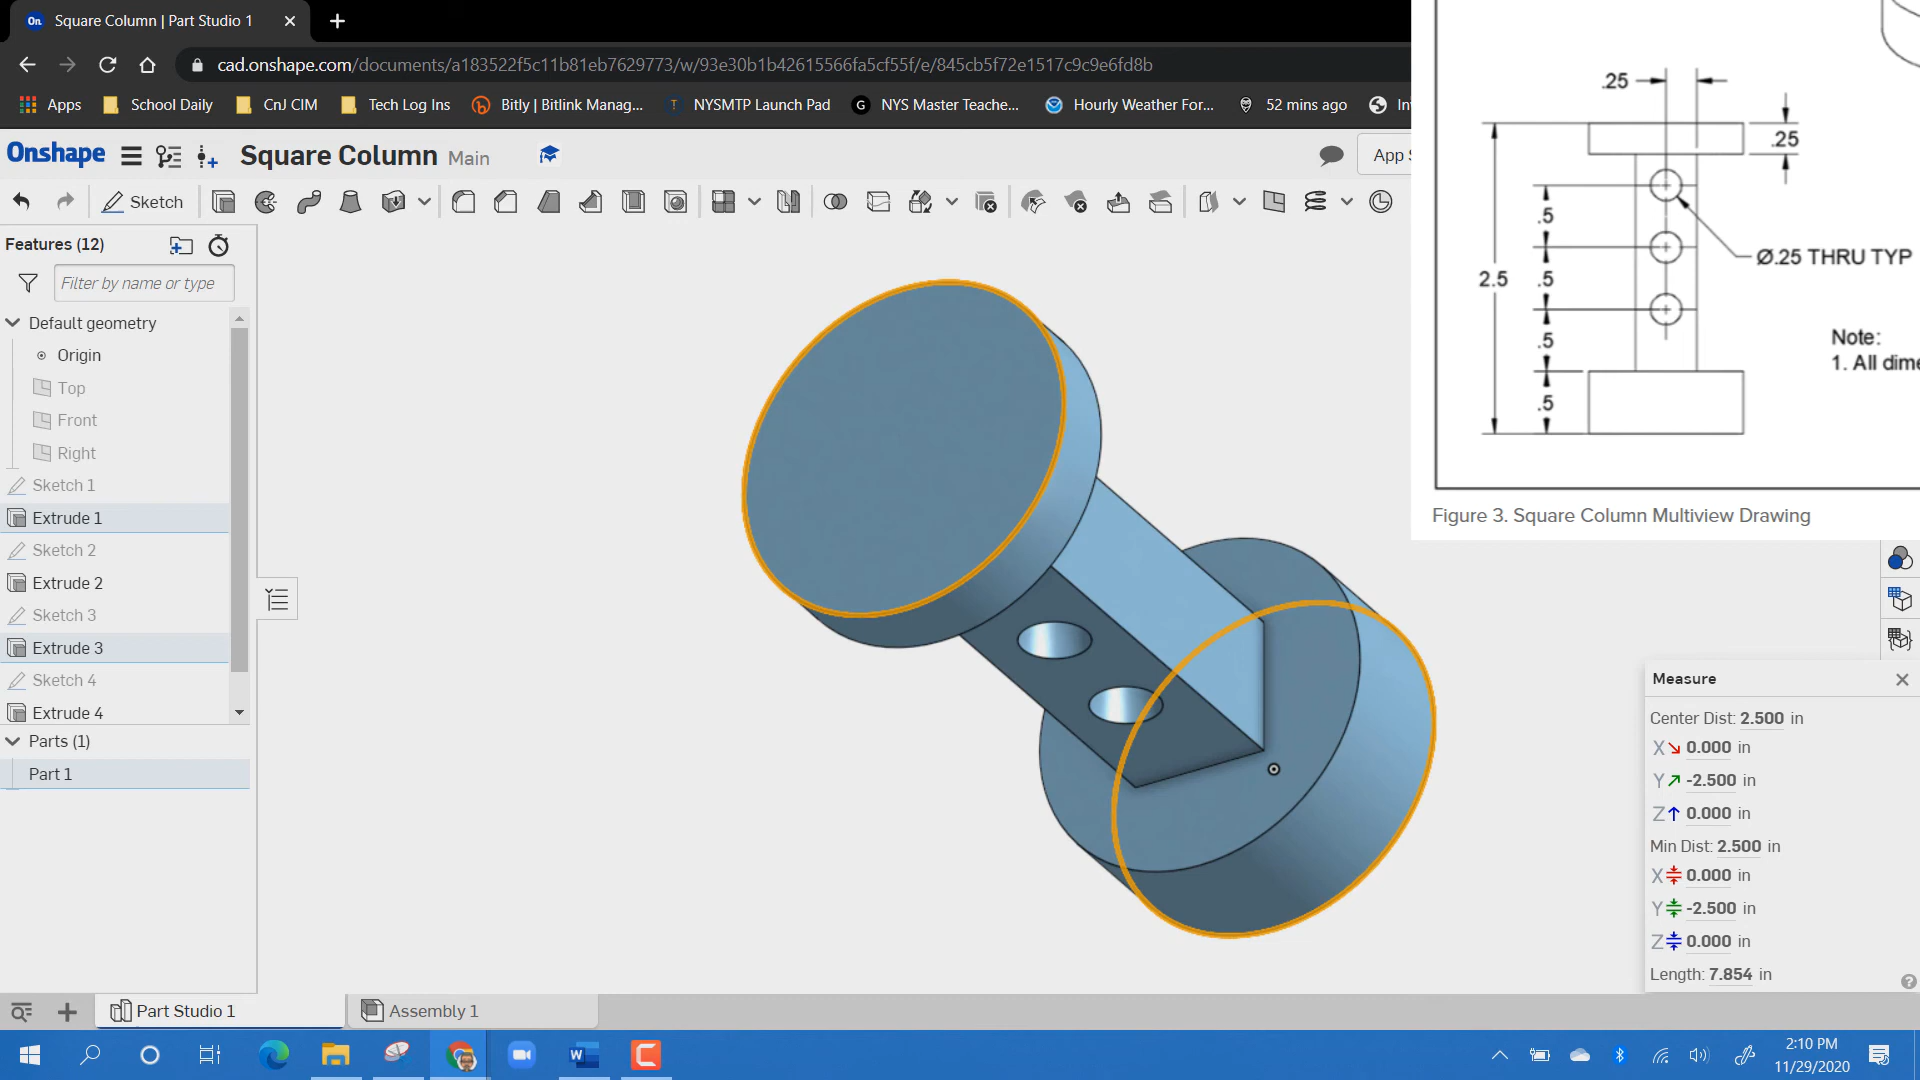 On Square Column | Part Studio 1
cad.onshape.com/documents/a183522f5c11b81eb7629773/w/93e30b1b42615566fa5cf55f/e/845cb5f72e1517c9c9e6fd8b
Apps School Daily CnJ CIM Tech Log Ins Bitly | Bitlink Manag... NYSMTP Launch Pad NYS Master Teache... Hourly Weather For... 52 mins ago
Onshape Square Column Main App
Sketch
Features (12)
Filter by name or type
Default geometry
Origin
Top
Front
Right
Sketch 1
Extrude 1
Sketch 2
Extrude 2
Sketch 3
Extrude 3
Sketch 4
Extrude 4
Parts (1)
Part 1
.25
.25
.5
Ø.25 THRU TYP
2.5
.5
.5
.5
Note:
1. All dime
Figure 3. Square Column Multiview Drawing
Measure
Center Dist: 2.500 in
X 0.000 in
Y -2.500 in
Z 0.000 in
Min Dist: 2.500 in
X 0.000 in
Y -2.500 in
Z 0.000 in
Length: 7.854 in
Part Studio 1
Assembly 1
2:10 PM
11/29/2020